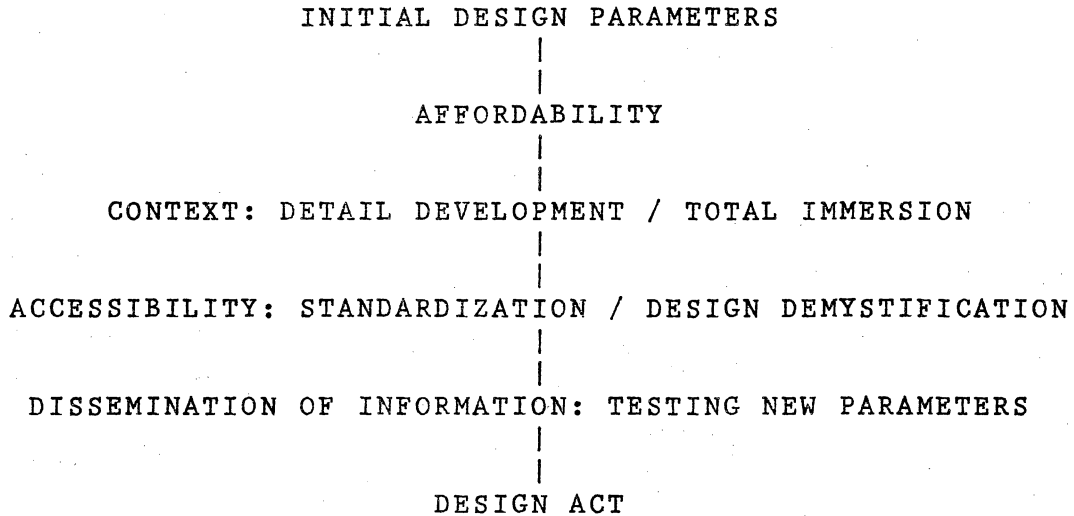 INITIAL DESIGN PARAMETERS
AFFORDABILITY
CONTEXT: DETAIL DEVELOPMENT / TOTAL IMMERSION
ACCESSIBILITY: STANDARDIZATION / DESIGN DEMYSTIFICATION
DISSEMINATION OF INFORMATION: TESTING NEW PARAMETERS
DESIGN ACT